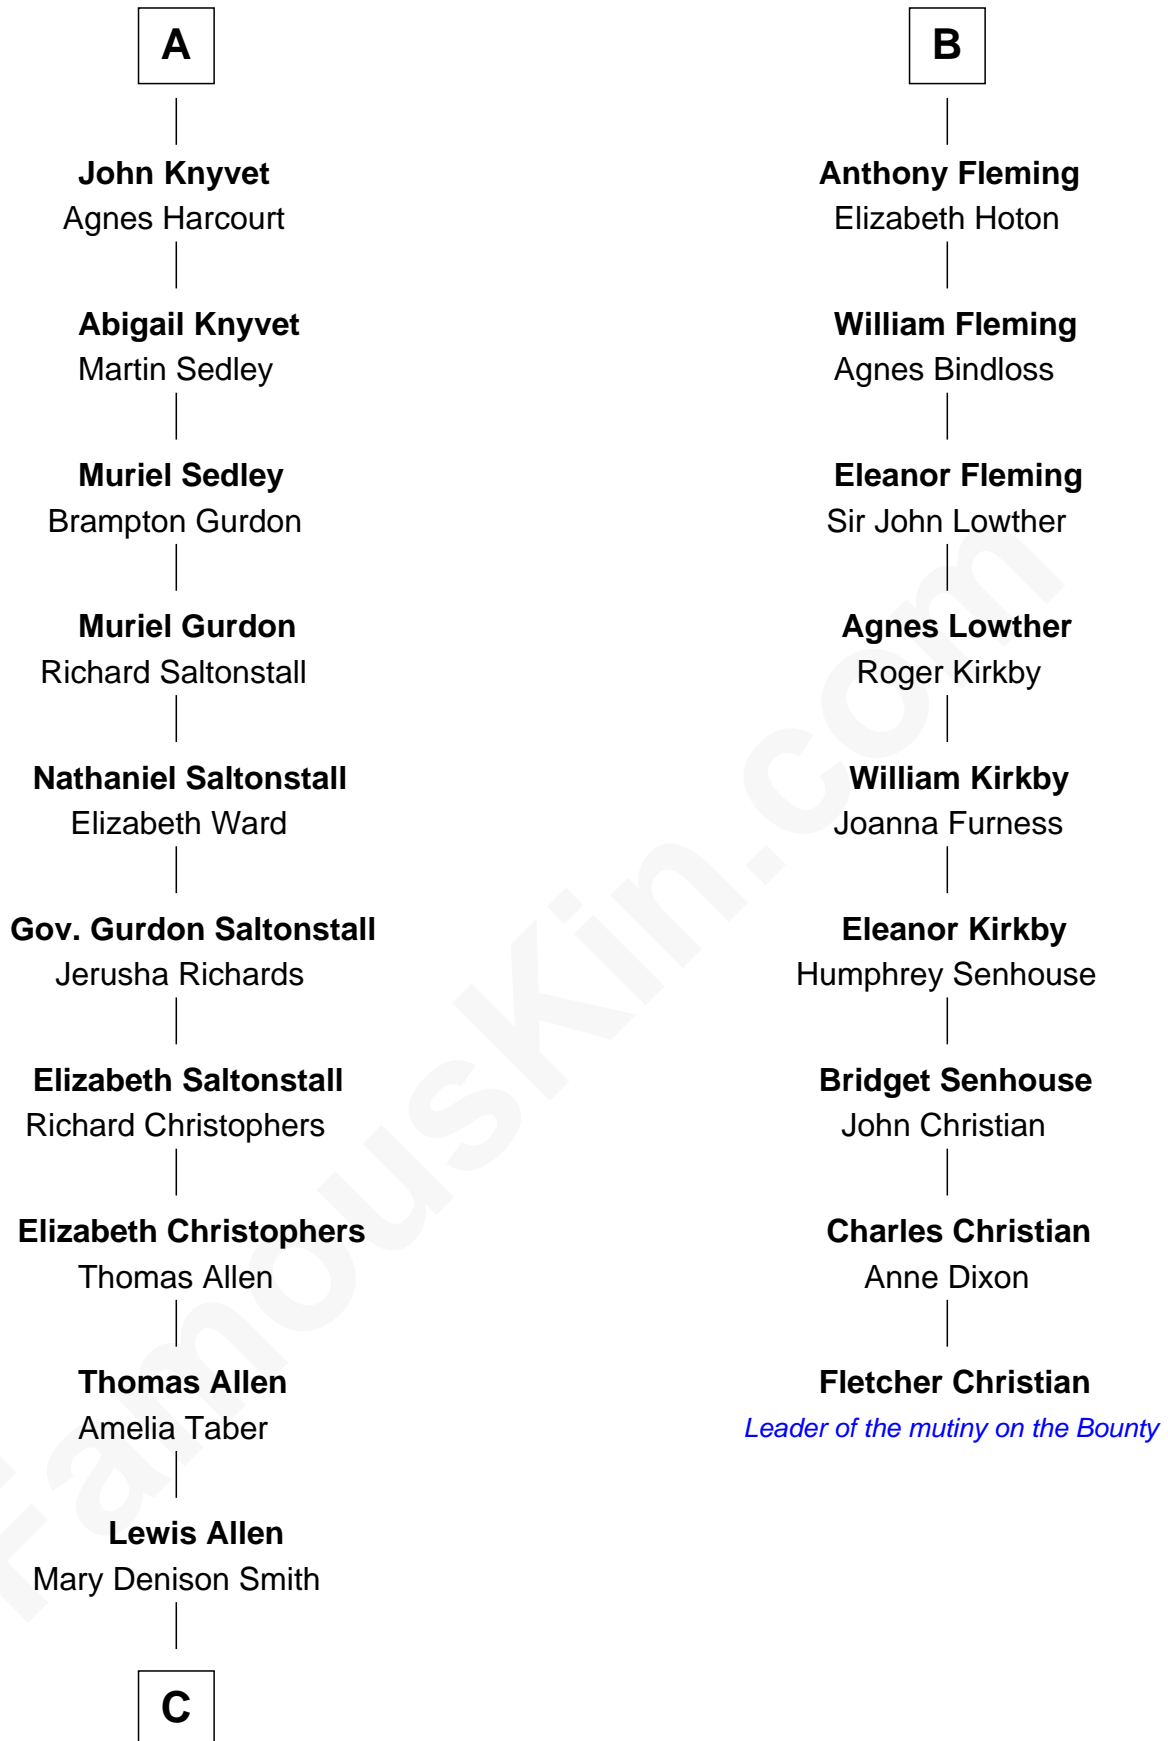 A
John Knyvet
Agnes Harcourt
Abigail Knyvet
Martin Sedley
Muriel Sedley
Brampton Gurdon
Muriel Gurdon
Richard Saltonstall
Nathaniel Saltonstall
Elizabeth Ward
Gov. Gurdon Saltonstall
Jerusha Richards
Elizabeth Saltonstall
Richard Christophers
Elizabeth Christophers
Thomas Allen
Thomas Allen
Amelia Taber
Lewis Allen
Mary Denison Smith
C
B
Anthony Fleming
Elizabeth Hoton
William Fleming
Agnes Bindloss
Eleanor Fleming
Sir John Lowther
Agnes Lowther
Roger Kirkby
William Kirkby
Joanna Furness
Eleanor Kirkby
Humphrey Senhouse
Bridget Senhouse
John Christian
Charles Christian
Anne Dixon
Fletcher Christian
Leader of the mutiny on the Bounty
FamousKin.com